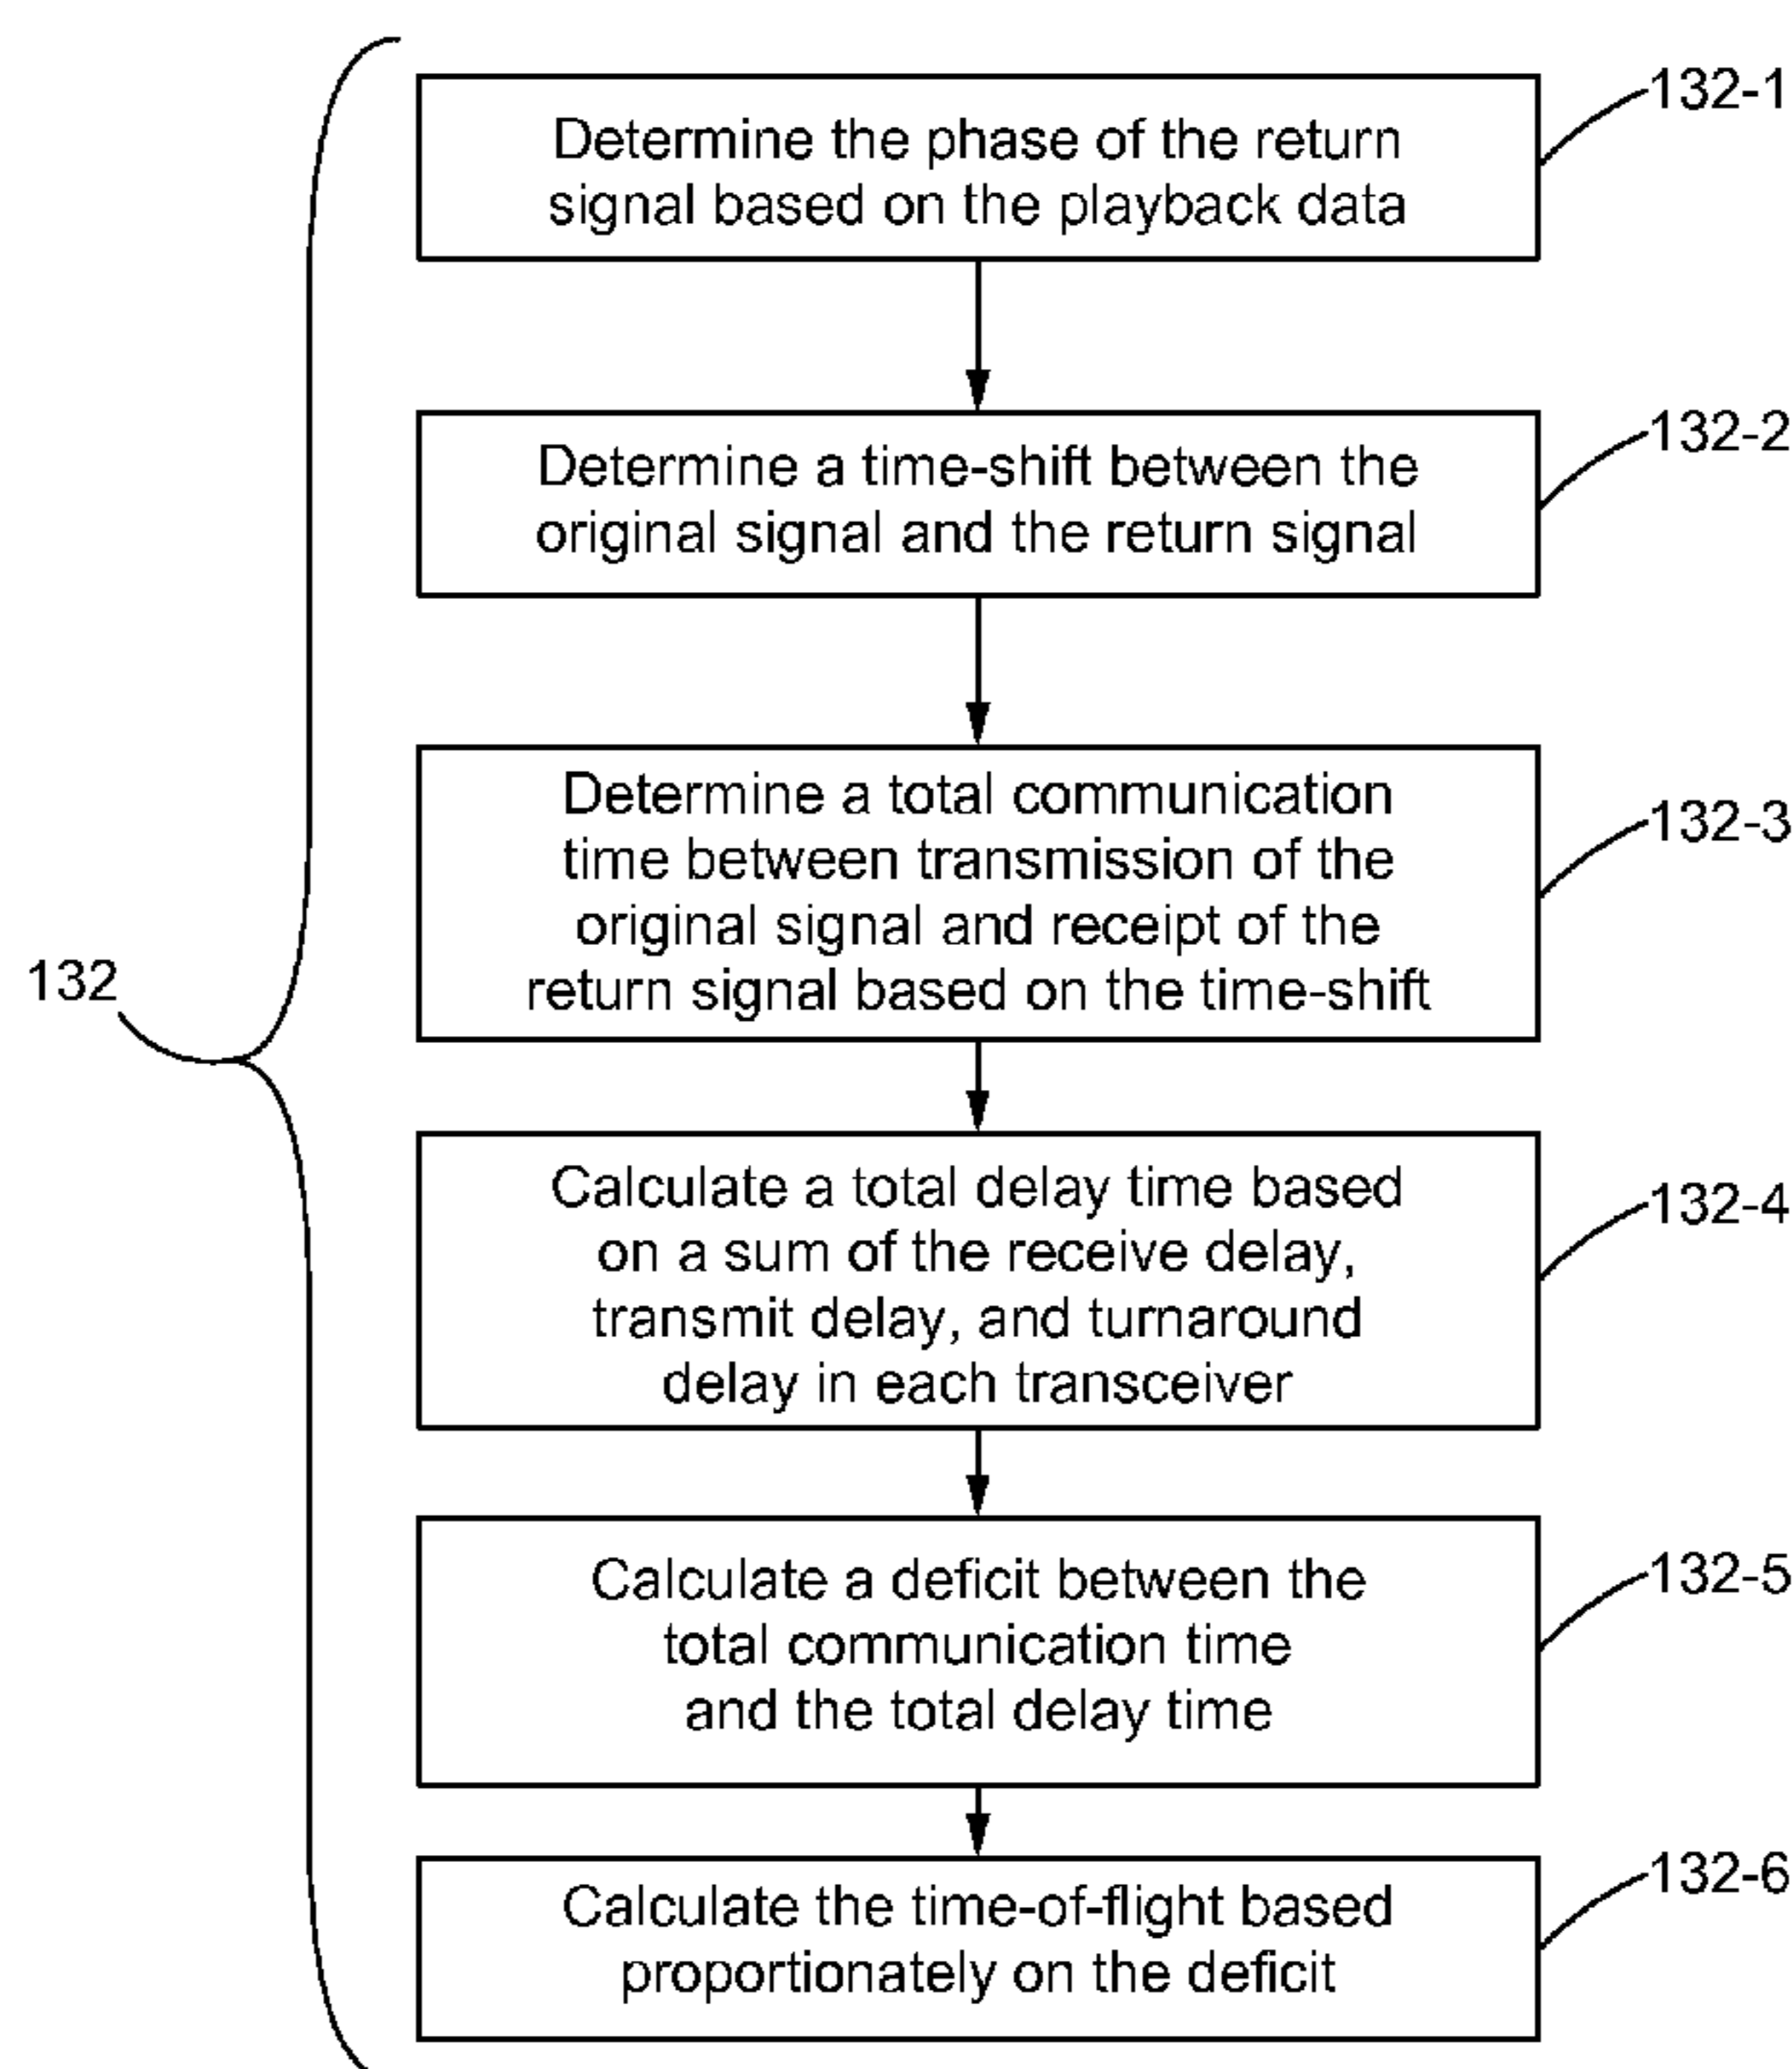 132-1
Determine the phase of the return
signal based on the playback data
132-2
Determine a time-shift between the
original signal and the return signal
132-3
Determine a total communication
time between transmission of the
original signal and receipt of the
return signal based on the time-shift
132
132-4
Calculate a total delay time based
on a sum of the receive delay,
transmit delay, and turnaround
delay in each transceiver
132-5
Calculate a deficit between the
total communication time
and the total delay time
132-6
Calculate the time-of-flight based
proportionately on the deficit